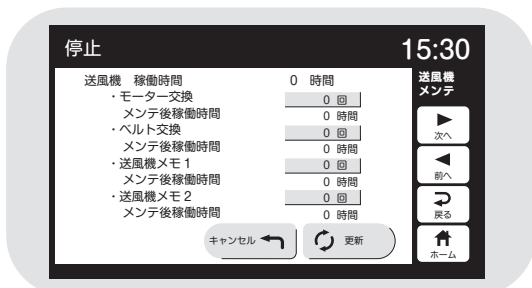 停止 15:30
送風機 稼働時間 0 時間
・モーター交換 0 回
メンテ後稼働時間 0 時間
・ベルト交換 0 回
メンテ後稼働時間 0 時間
・送風機メモ 1 0 回
メンテ後稼働時間 0 時間
・送風機メモ 2 0 回
メンテ後稼働時間 0 時間
キャンセル 更新
送風機
メンテ
次へ
前へ
戻る
ホーム